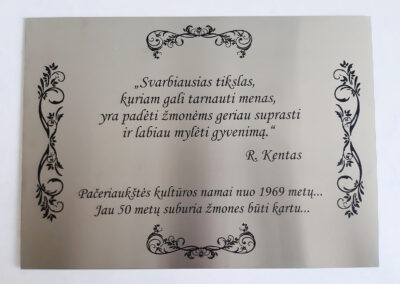 „Svarbiausias tikslas,
kuriam gali tarnauti menas,
yra padėti žmonėms geriau suprasti
ir labiau mylėti gyvenimą.“
R. Kentas
Pačeriaukštės kultūros namai nuo 1969 metų...
Jau 50 metų suburia žmones būti kartu...